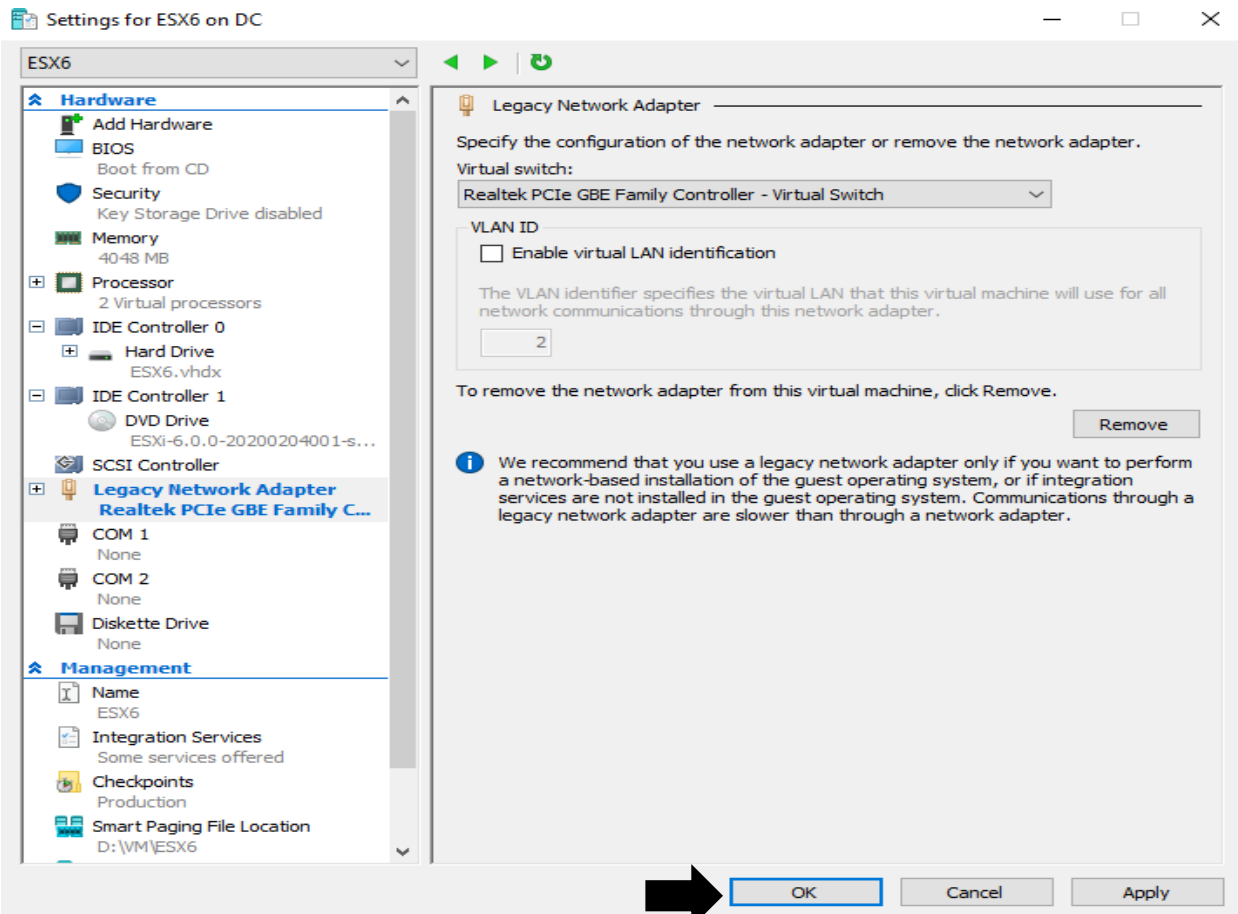 Settings for ESX6 on DC
ESX6
Hardware
Add Hardware
BIOS
Boot from CD
Security
Key Storage Drive disabled
Memory
4048 MB
Processor
2 Virtual processors
IDE Controller 0
Hard Drive
ESX6.vhdx
IDE Controller 1
DVD Drive
ESXi-6.0.0-20200204001-s...
SCSI Controller
Legacy Network Adapter
Realtek PCIe GBE Family C...
COM 1
None
COM 2
None
Diskette Drive
None
Management
Name
ESX6
Integration Services
Some services offered
Checkpoints
Production
Smart Paging File Location
D:\VM\ESX6
Legacy Network Adapter
Specify the configuration of the network adapter or remove the network adapter.
Virtual switch:
Realtek PCIe GBE Family Controller - Virtual Switch
VLAN ID
Enable virtual LAN identification
The VLAN identifier specifies the virtual LAN that this virtual machine will use for all
network communications through this network adapter.
2
To remove the network adapter from this virtual machine, click Remove.
Remove
We recommend that you use a legacy network adapter only if you want to perform
a network-based installation of the guest operating system, or if integration
services are not installed in the guest operating system. Communications through a
legacy network adapter are slower than through a network adapter.
OK
Cancel
Apply